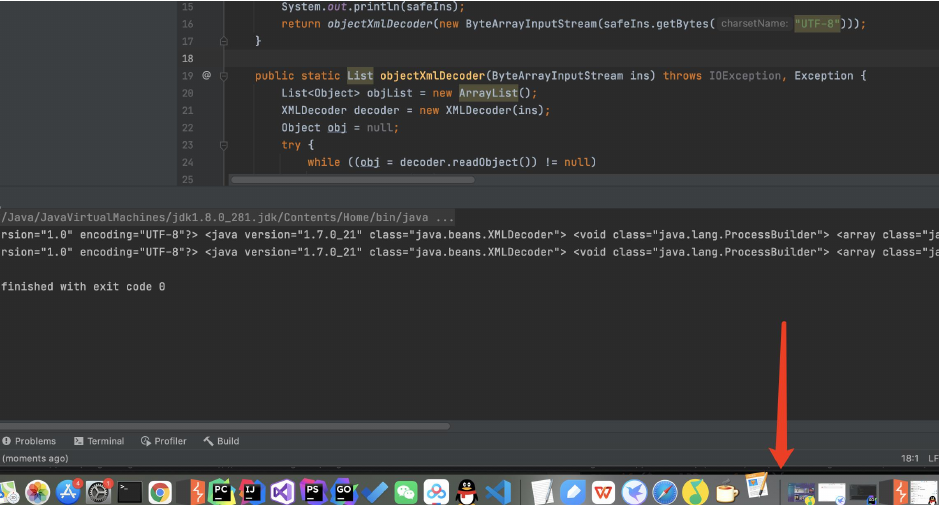 15 System.out.println(safeIns);
16 return objectXmlDecoder(new ByteArrayInputStream(safeIns.getBytes( charsetName: "UTF-8")));
17 }
18
19 @ public static List objectXmlDecoder(ByteArrayInputStream ins) throws IOException, Exception {
20 List<Object> objList = new ArrayList();
21 XMLDecoder decoder = new XMLDecoder(ins);
22 Object obj = null;
23 try {
24 while ((obj = decoder.readObject()) != null)
25
/Java/JavaVirtualMachines/jdk1.8.0_281.jdk/Contents/Home/bin/java ...
rsion="1.0" encoding="UTF-8"?> <java version="1.7.0_21" class="java.beans.XMLDecoder"> <void class="java.lang.ProcessBuilder"> <array class="ja
rsion="1.0" encoding="UTF-8"?> <java version="1.7.0_21" class="java.beans.XMLDecoder"> <void class="java.lang.ProcessBuilder"> <array class="ja
finished with exit code 0
Problems Terminal Profiler Build
(moments ago) 18:1 LF
4 1 PC IJ PS GO W